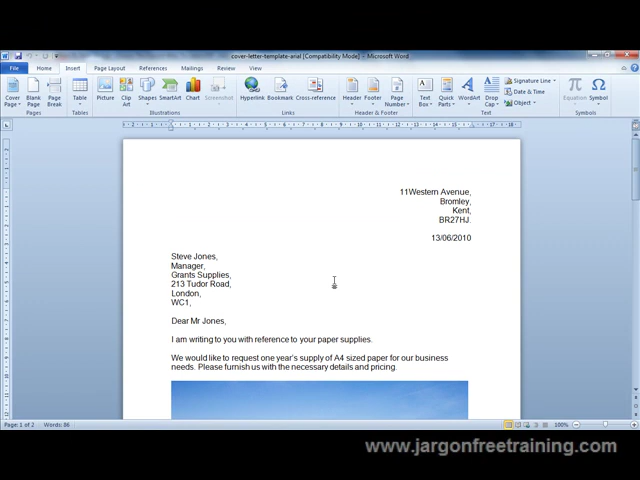 cover-letter-template-arial [Compatibility Mode] - Microsoft Word
File Home Insert Page Layout References Mailings Review View
Cover Page Blank Page Page Break Table Picture Clip Art Shapes SmartArt Chart Screenshot Hyperlink Bookmark Cross-reference Header Footer Page Number Text Box Quick Parts WordArt Drop Cap Signature Line Date & Time Object Equation Symbol
Pages Tables Illustrations Links Header & Footer Text Symbols
11Western Avenue,
Bromley,
Kent,
BR27HJ.
13/06/2010
Steve Jones,
Manager,
Grants Supplies,
213 Tudor Road,
London,
WC1,
Dear Mr Jones,
I am writing to you with reference to your paper supplies.
We would like to request one year's supply of A4 sized paper for our business
needs. Please furnish us with the necessary details and pricing.
Page: 1 of 2 Words: 86 100%
www.jargonfreetraining.com